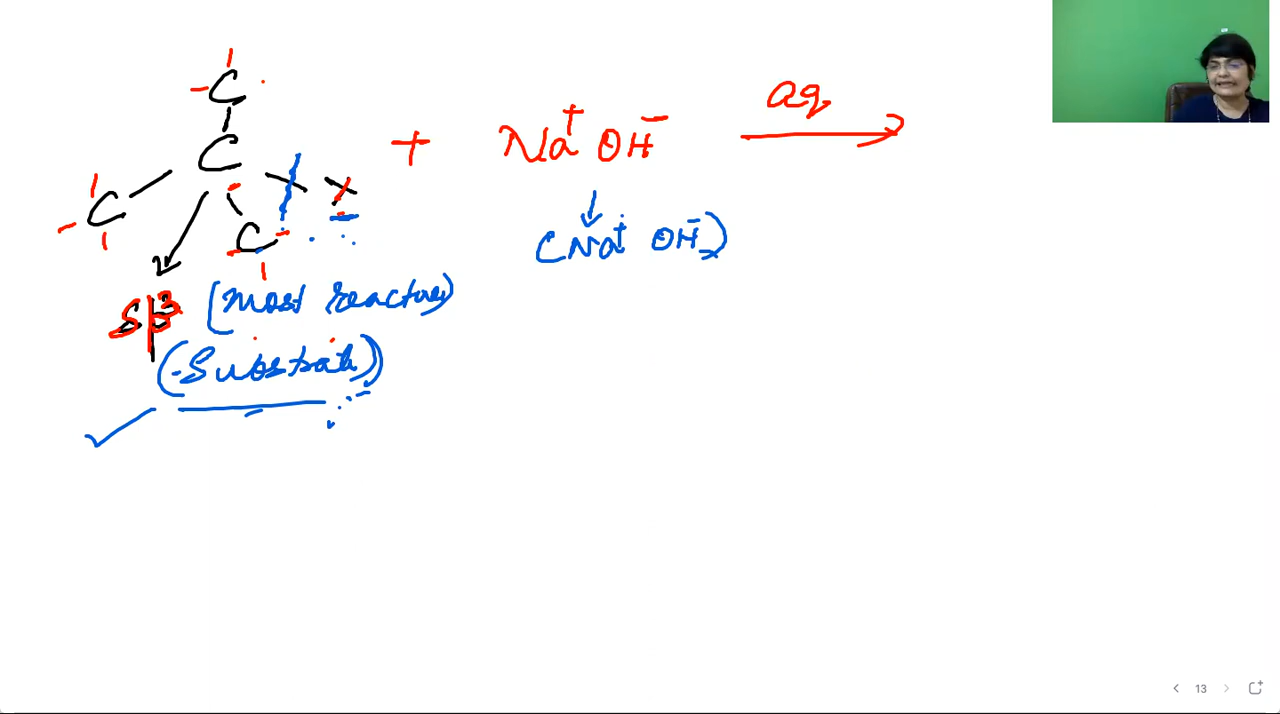 aq
C
C + Na+ OH-
C X
C (Na+ OH-)
sp3 (most reactive)
(Substrate)
13